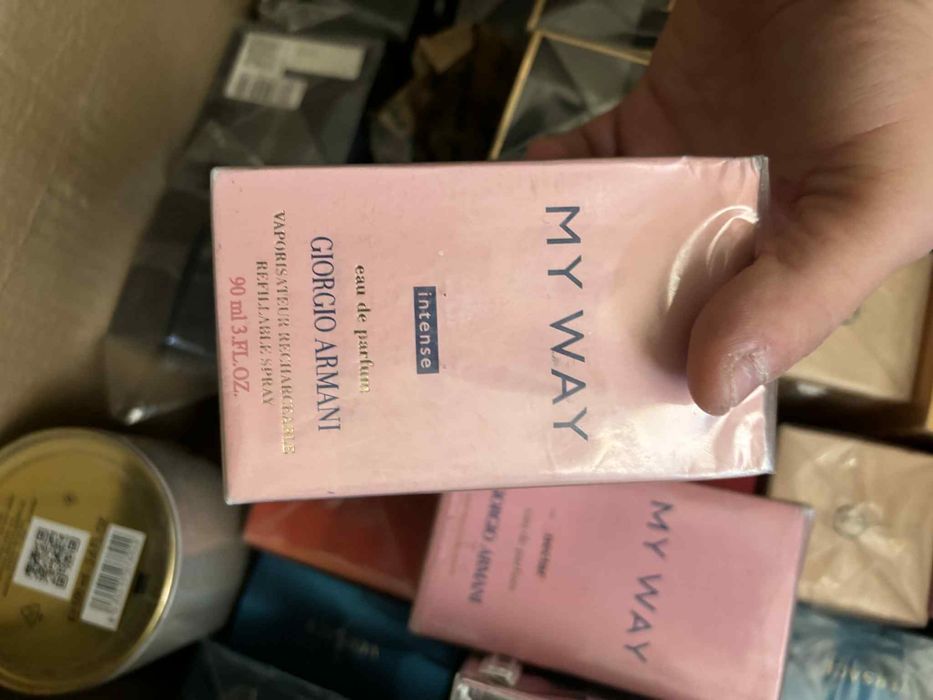 MY WAY
intense
eau de parfum
GIORGIO ARMANI
VAPORISATEUR RECHARGEABLE
REFILLABLE SPRAY
90 ml 3.FL.OZ.
MY WAY
GIORGIO ARMANI